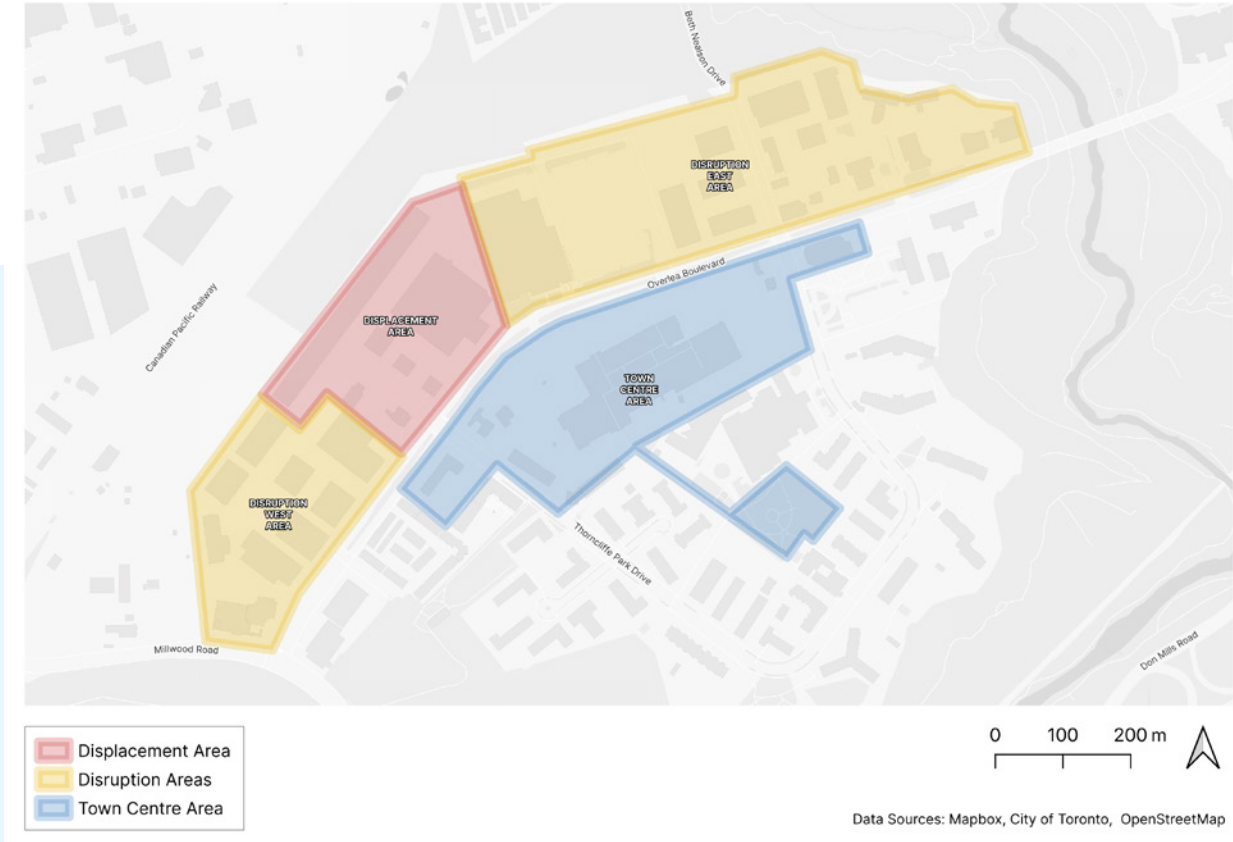 Beth Nealson Drive
DISRUPTION
EAST
AREA
Overlea Boulevard
Canadian Pacific Railway
DISPLACEMENT
AREA
TOWN
CENTRE
AREA
DISRUPTION
WEST
AREA
Thorncliffe Park Drive
Millwood Road
Don Mills Road
Displacement Area
Disruption Areas
Town Centre Area
0 100 200 m
Data Sources: Mapbox, City of Toronto, OpenStreetMap